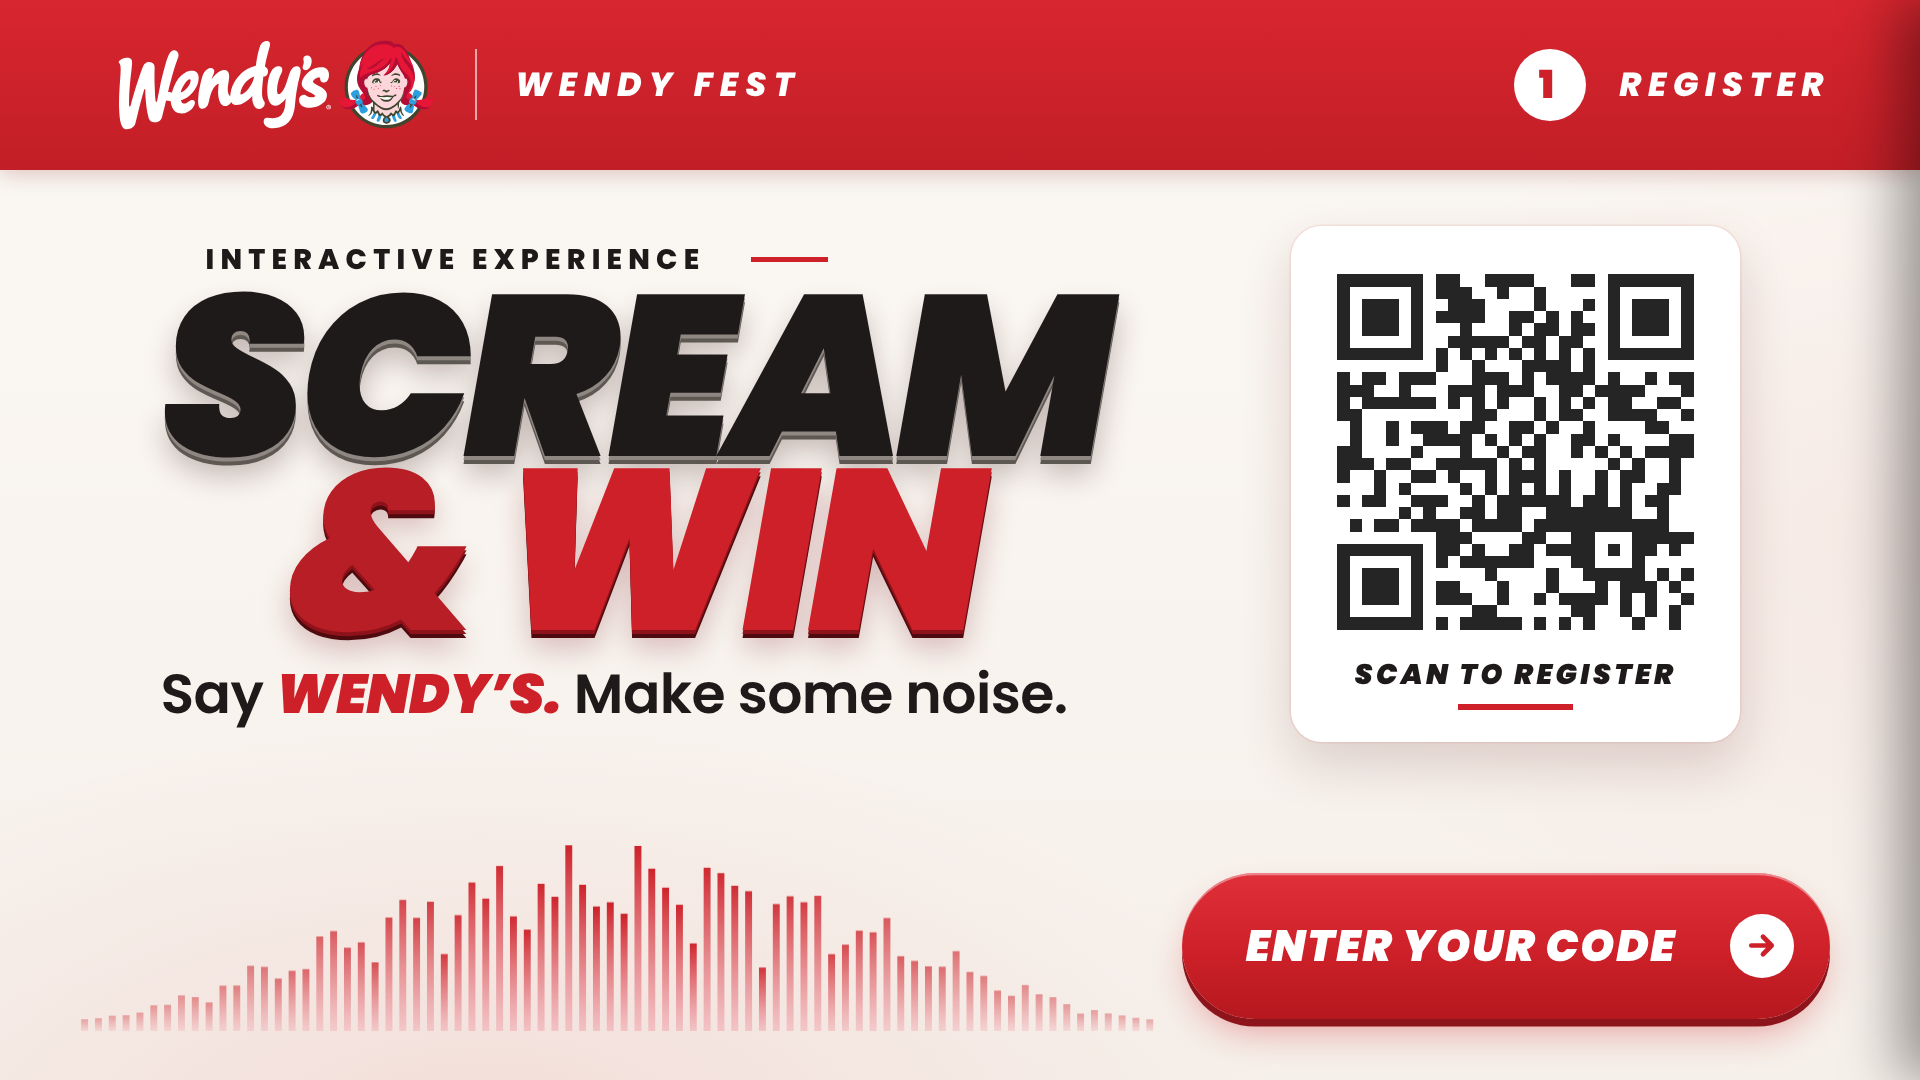 Wendy's
WENDY FEST
1 REGISTER
INTERACTIVE EXPERIENCE
SCREAM
& WIN
Say WENDY’S. Make some noise.
SCAN TO REGISTER
ENTER YOUR CODE